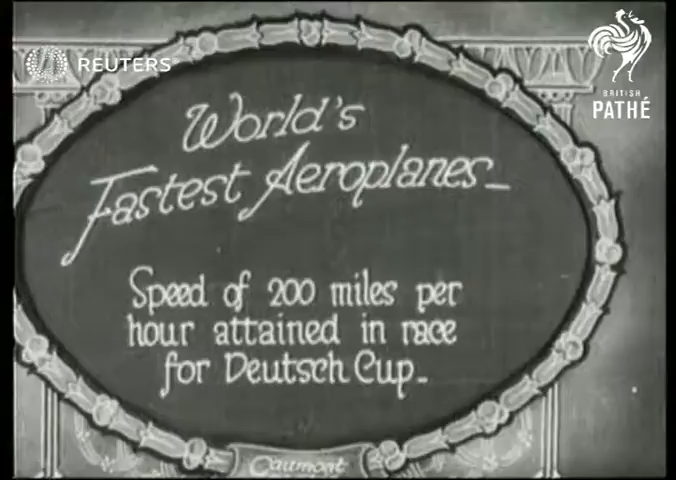 REUTERS
BRITISH
PATHÉ
World's
Fastest Aeroplanes_
Speed of 200 miles per
hour attained in race
for Deutsch Cup_
Gaumont